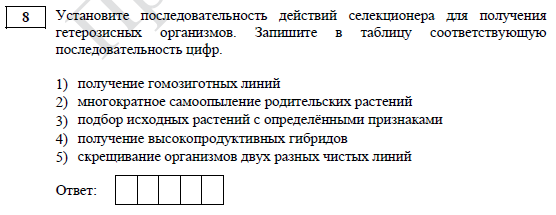 8
Установите последовательность действий селекционера для получения
гетерозисных организмов. Запишите в таблицу соответствующую
последовательность цифр.
1) получение гомозиготных линий
2) многократное самоопыление родительских растений
3) подбор исходных растений с определёнными признаками
4) получение высокопродуктивных гибридов
5) скрещивание организмов двух разных чистых линий
Ответ: